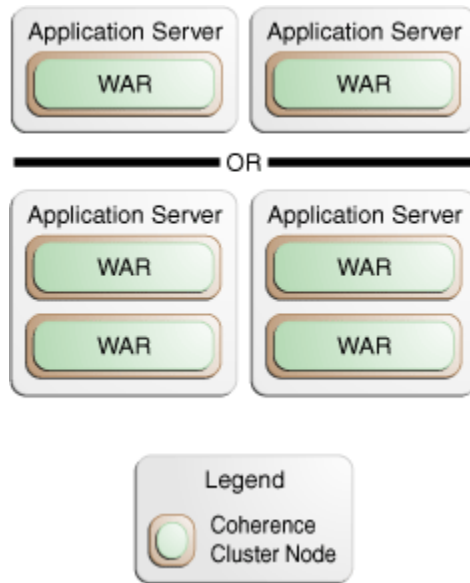 Application Server Application Server
WAR WAR
OR
Application Server Application Server
WAR WAR
WAR WAR
Legend
Coherence
Cluster Node